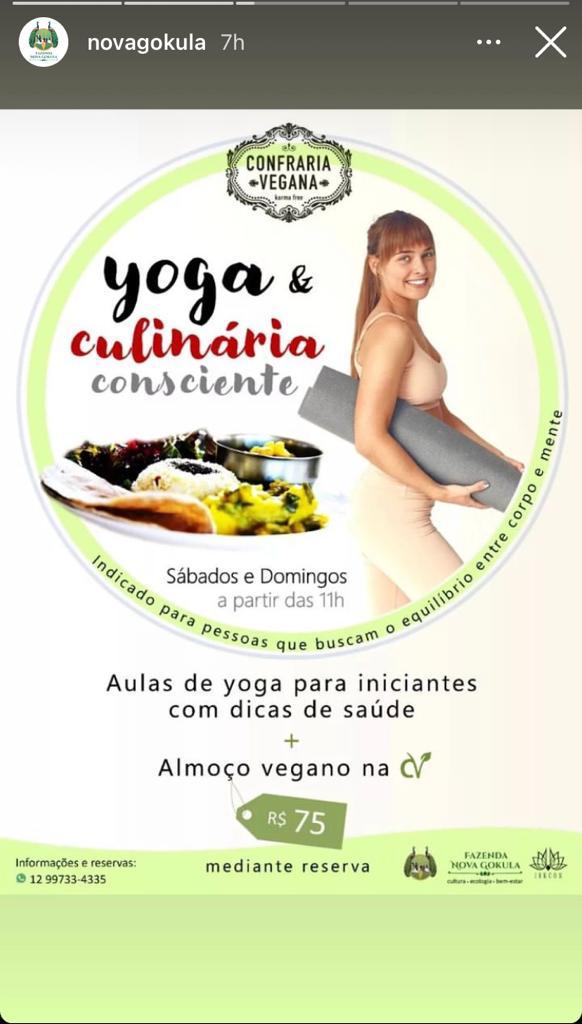 novagokula 7h
CONFRARIA
VEGANA
karma free
yoga &
culinária
consciente
Sábados e Domingos
a partir das 11h
Indicado para pessoas que buscam o equilíbrio entre corpo e mente
Aulas de yoga para iniciantes
com dicas de saúde
+
Almoço vegano na CV
R$ 75
mediante reserva
Informações e reservas:
12 99733-4335
FAZENDA
NOVA GOKULA
cultura • ecologia • bem-estar